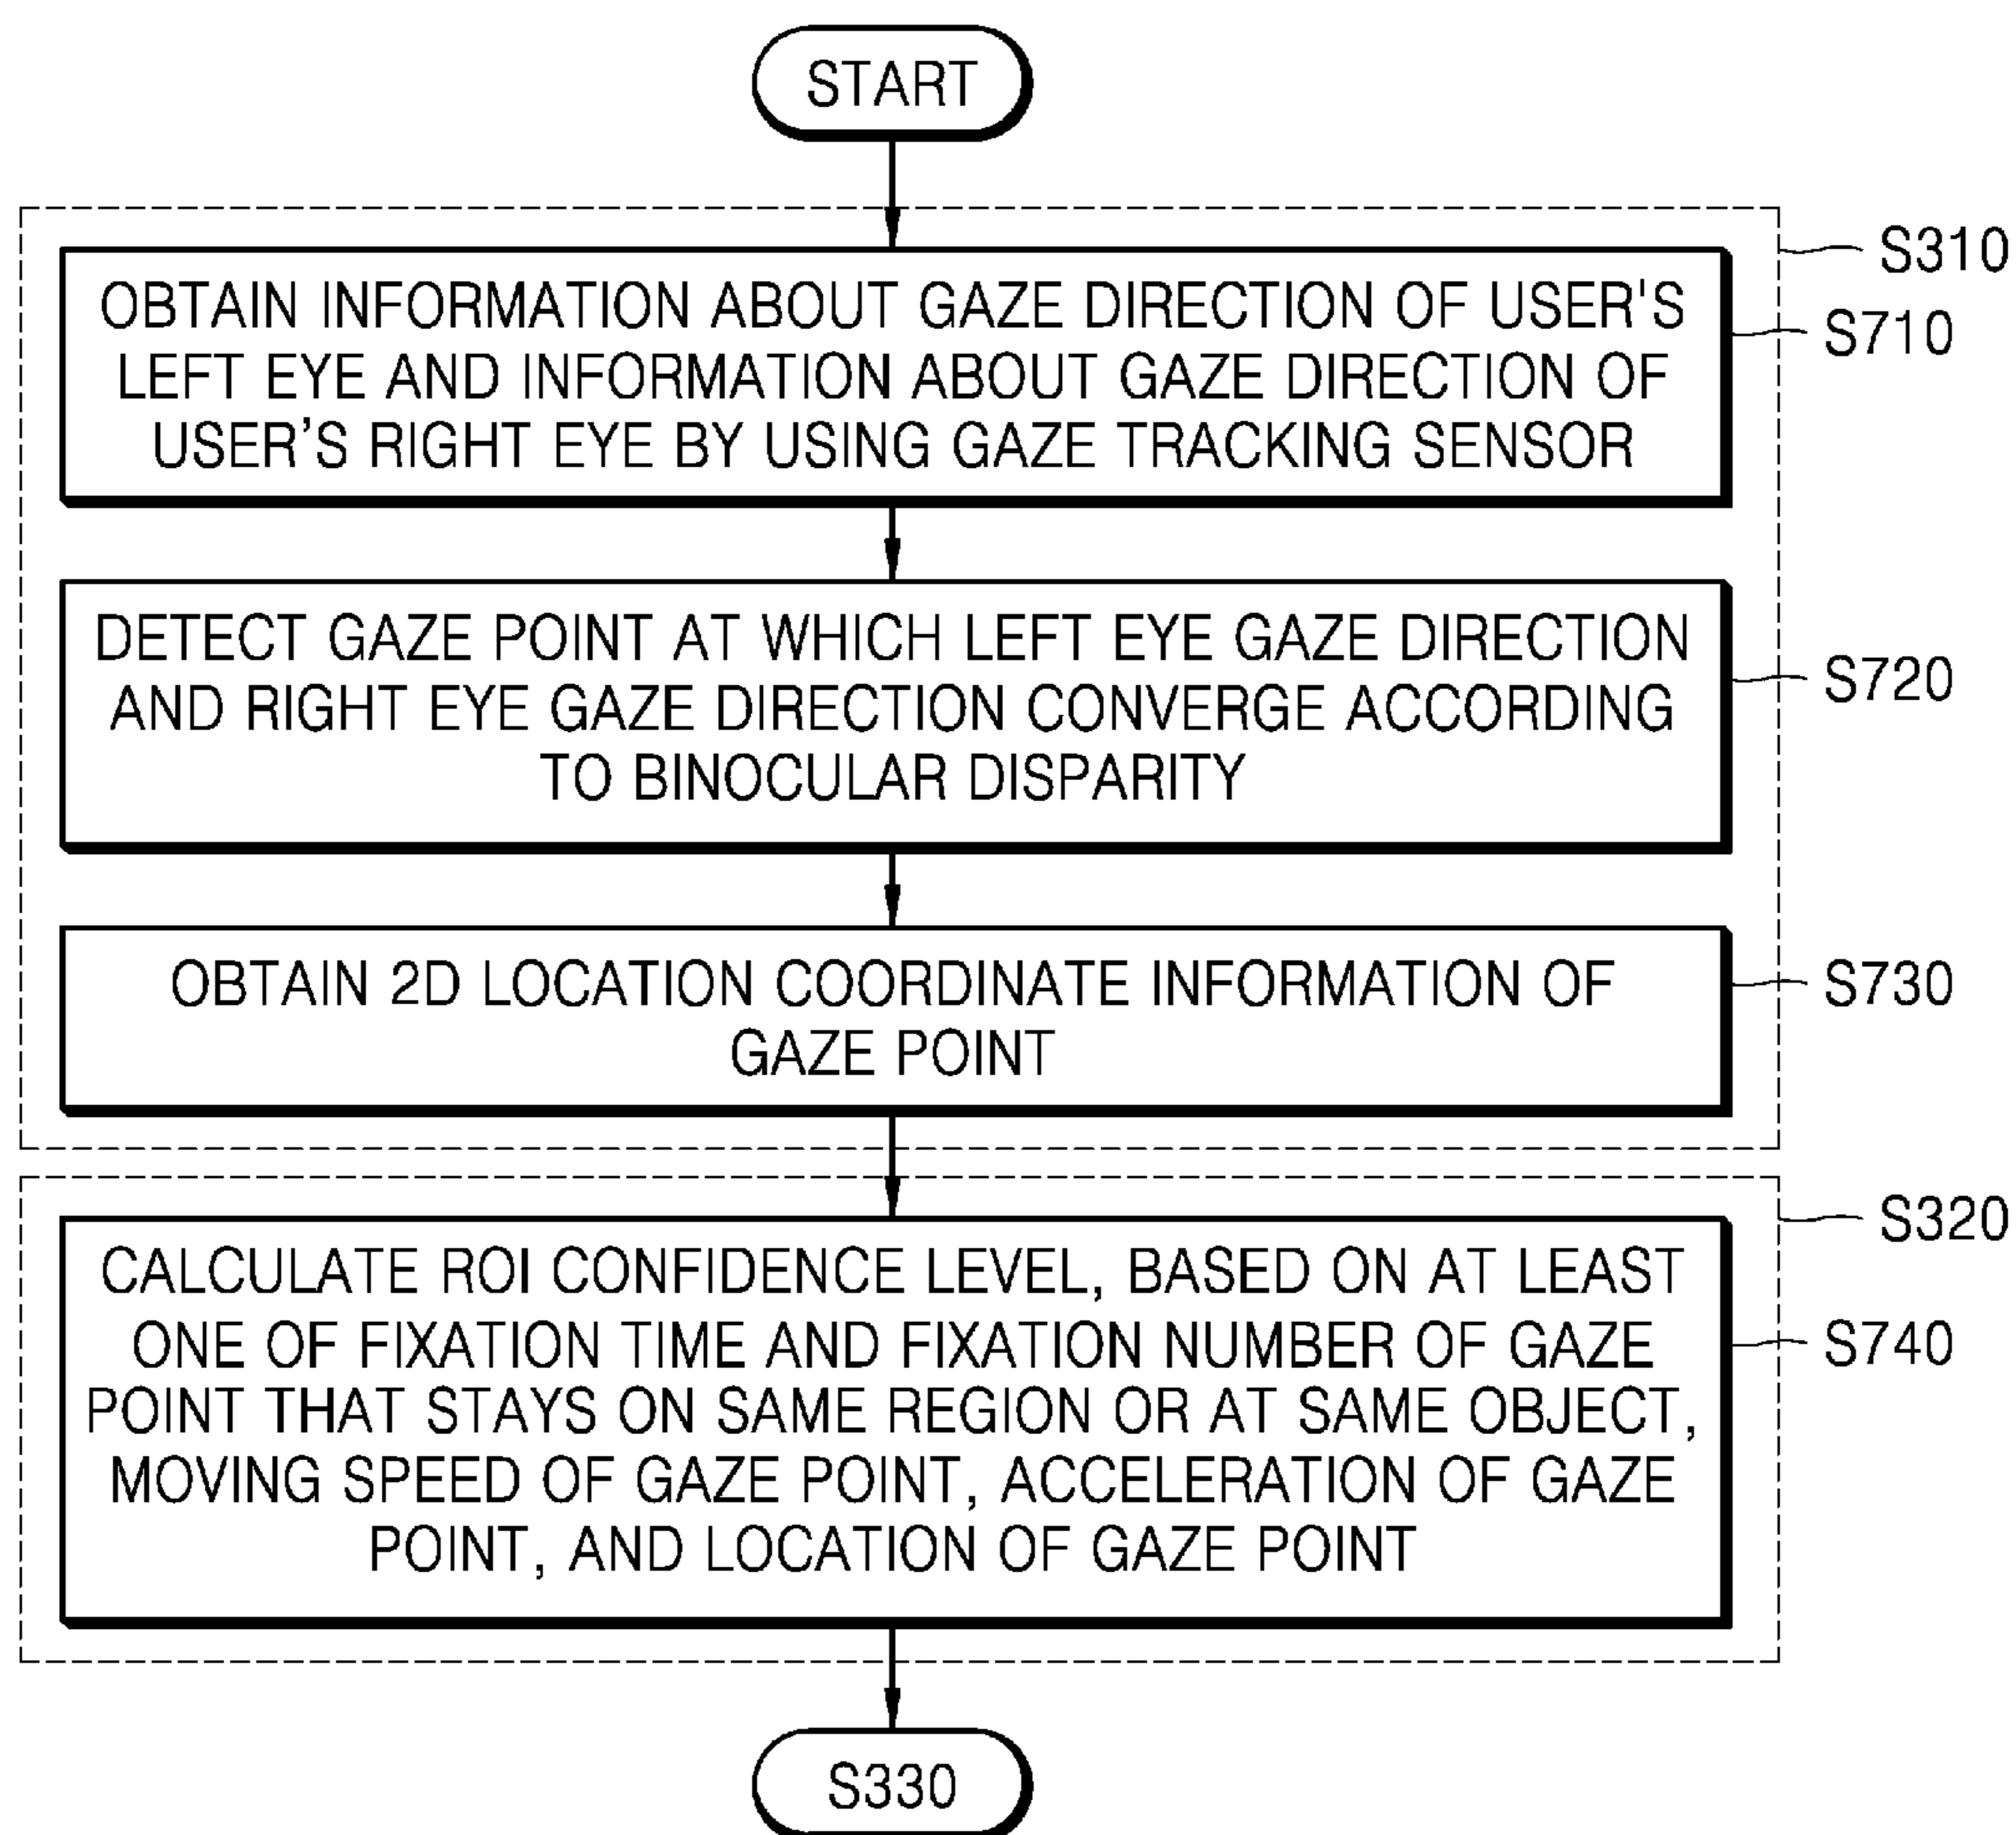 START
S310
OBTAIN INFORMATION ABOUT GAZE DIRECTION OF USER'S
S710
LEFT EYE AND INFORMATION ABOUT GAZE DIRECTION OF
USER'S RIGHT EYE BY USING GAZE TRACKING SENSOR
DETECT GAZE POINT AT WHICH LEFT EYE GAZE DIRECTION
S720
AND RIGHT EYE GAZE DIRECTION CONVERGE ACCORDING
TO BINOCULAR DISPARITY
OBTAIN 2D LOCATION COORDINATE INFORMATION OF
S730
GAZE POINT
S320
CALCULATE ROI CONFIDENCE LEVEL, BASED ON AT LEAST
ONE OF FIXATION TIME AND FIXATION NUMBER OF GAZE
S740
POINT THAT STAYS ON SAME REGION OR AT SAME OBJECT,
MOVING SPEED OF GAZE POINT, ACCELERATION OF GAZE
POINT, AND LOCATION OF GAZE POINT
S330